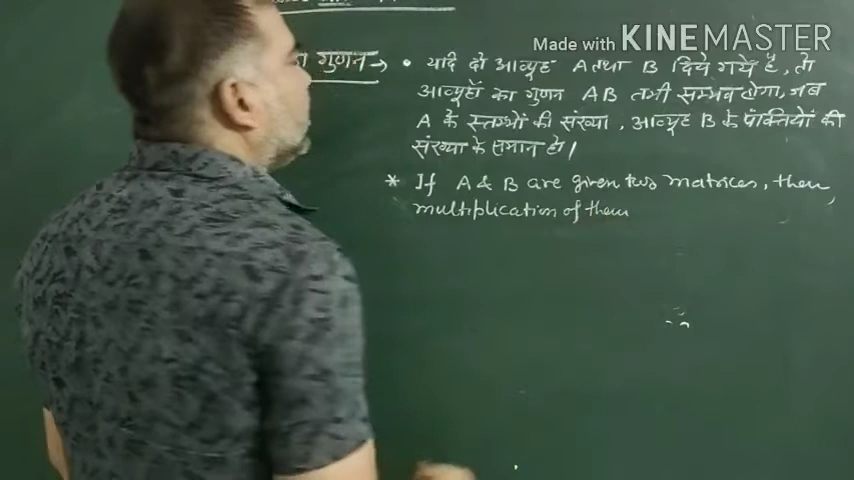 Made with KINEMASTER
गुणन → • यदि दो आव्यूह A तथा B दिये गये है, तो
आव्यूहों का गुणन AB तभी सम्भव होगा, जब
A के स्तम्भों की संख्या, आव्यूह B के पंक्तियों की
संख्या के समान हो।
* If A & B are given two matrices, then,
multiplication of them